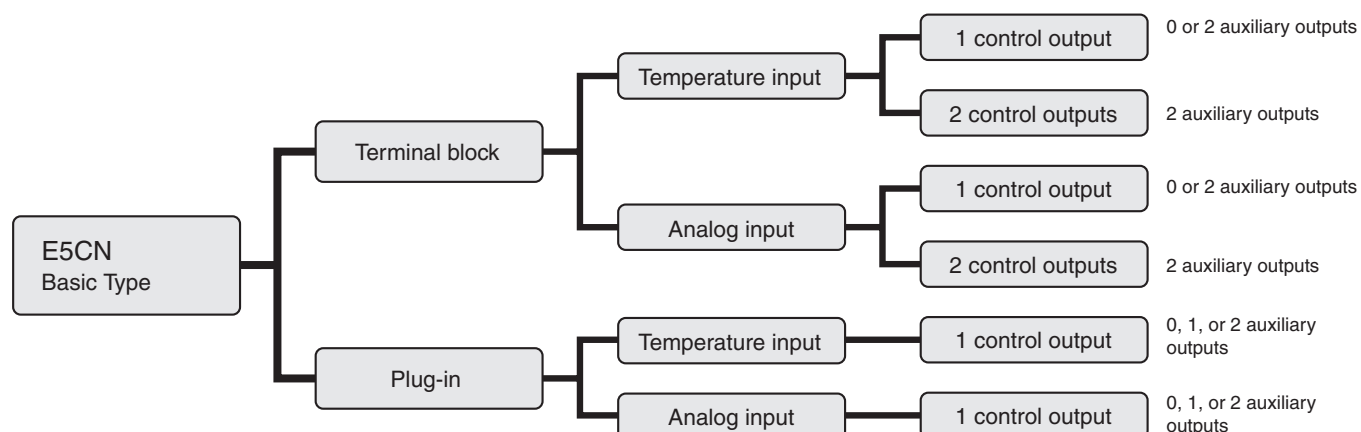 E5CN
Basic Type
Terminal block
Temperature input
1 control output
0 or 2 auxiliary outputs
2 control outputs
2 auxiliary outputs
Analog input
1 control output
0 or 2 auxiliary outputs
2 control outputs
2 auxiliary outputs
Plug-in
Temperature input
1 control output
0, 1, or 2 auxiliary
outputs
Analog input
1 control output
0, 1, or 2 auxiliary
outputs